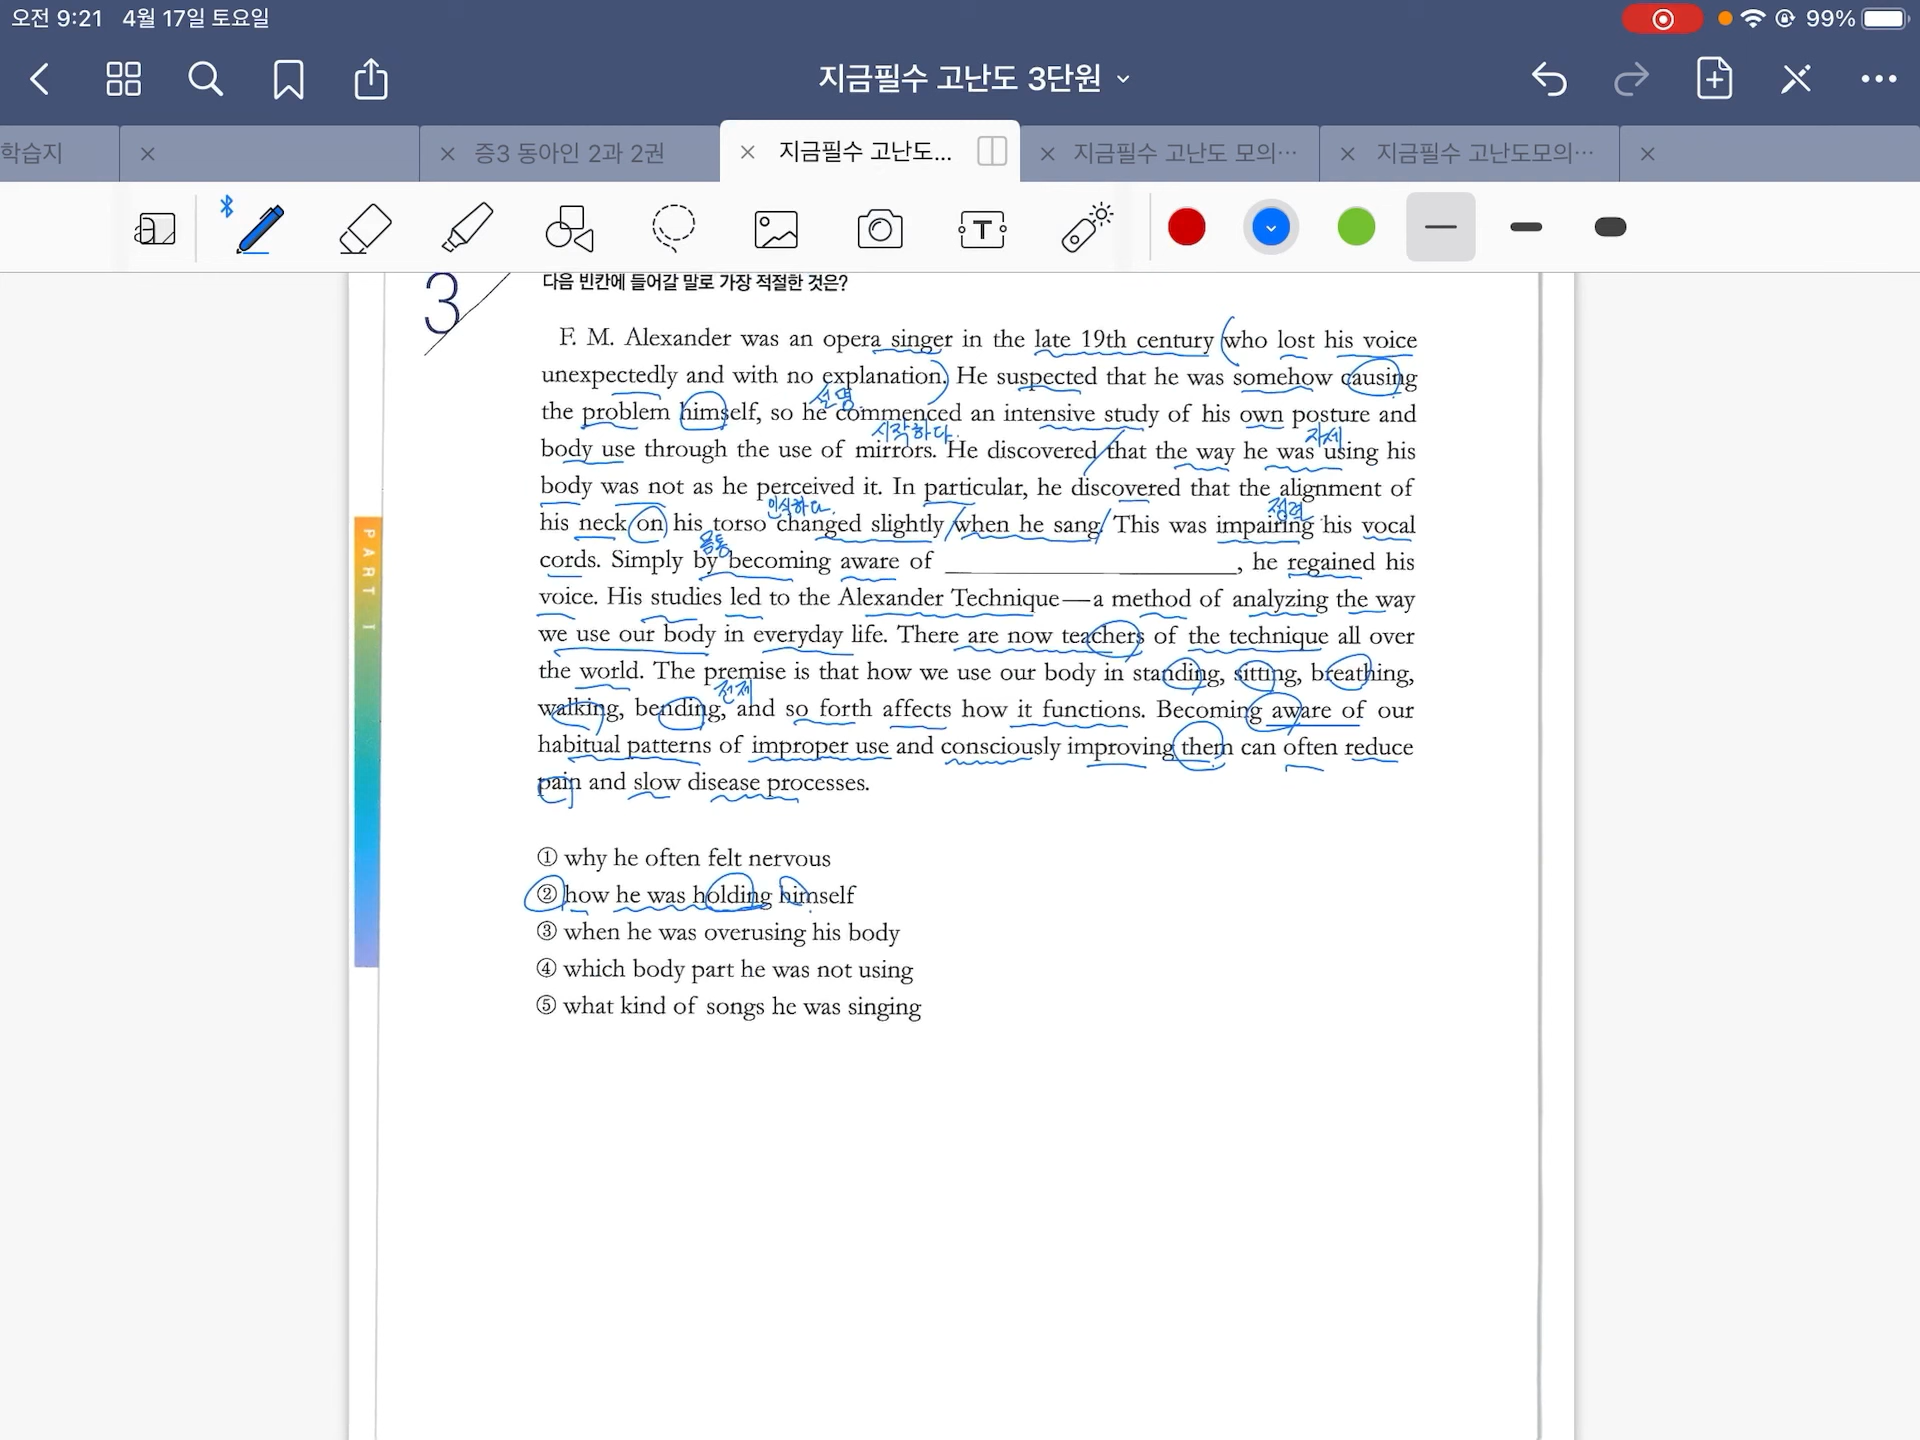 오전 9:21 4월 17일 토요일
99%
지금필수 고난도 3단원
학습지
증3 동아인 2과 2권
지금필수 고난도...
지금필수 고난도 모의...
지금필수 고난도모의...
3
다음 빈칸에 들어갈 말로 가장 적절한 것은?
F. M. Alexander was an opera singer in the late 19th century who lost his voice
unexpectedly and with no explanation. He suspected that he was somehow causing
설명
the problem himself, so he commenced an intensive study of his own posture and
시작하다 자세
body use through the use of mirrors. He discovered that the way he was using his
body was not as he perceived it. In particular, he discovered that the alignment of
인식하다 정렬
his neck on his torso changed slightly when he sang. This was impairing his vocal
몸통
cords. Simply by becoming aware of ____________________, he regained his
voice. His studies led to the Alexander Technique—a method of analyzing the way
we use our body in everyday life. There are now teachers of the technique all over
the world. The premise is that how we use our body in standing, sitting, breathing,
전제
walking, bending, and so forth affects how it functions. Becoming aware of our
habitual patterns of improper use and consciously improving them can often reduce
pain and slow disease processes.
① why he often felt nervous
② how he was holding himself
③ when he was overusing his body
④ which body part he was not using
⑤ what kind of songs he was singing
PART I